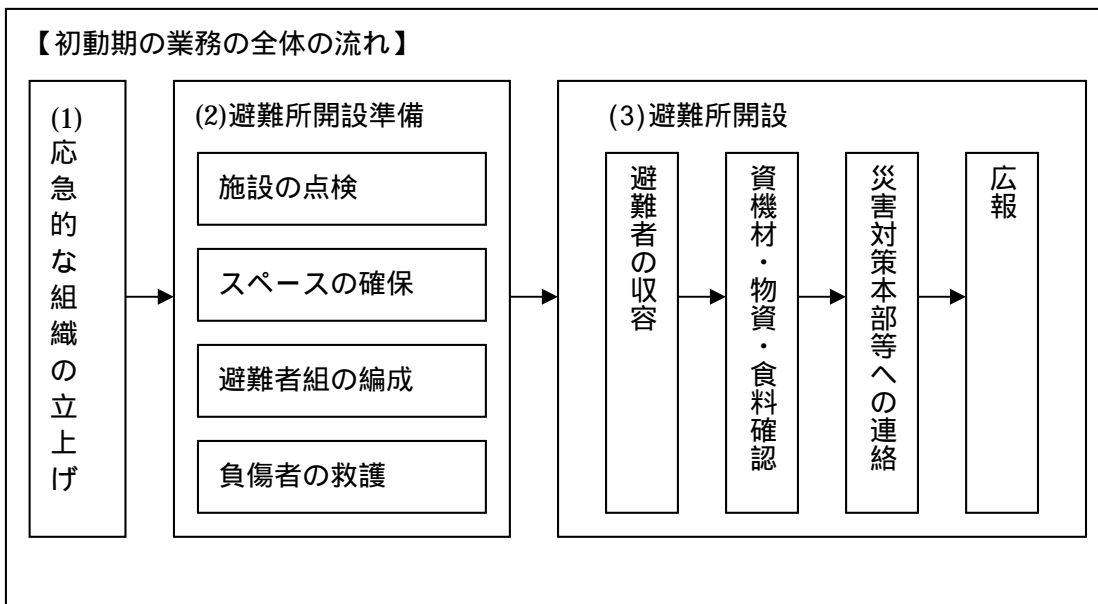 【初動期の業務の全体の流れ】
(1)応急的な組織の立上げ
(2)避難所開設準備
施設の点検
スペースの確保
避難者組の編成
負傷者の救護
(3)避難所開設
避難者の収容
資機材・物資・食料確認
災害対策本部等への連絡
広報